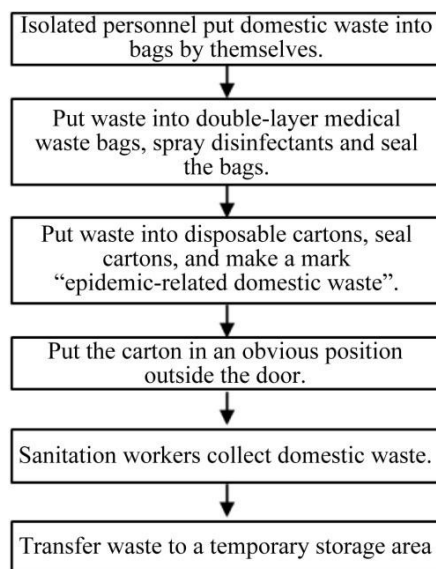 Isolated personnel put domestic waste into
bags by themselves.
Put waste into double-layer medical
waste bags, spray disinfectants and seal
the bags.
Put waste into disposable cartons, seal
cartons, and make a mark
“epidemic-related domestic waste”.
Put the carton in an obvious position
outside the door.
Sanitation workers collect domestic waste.
Transfer waste to a temporary storage area